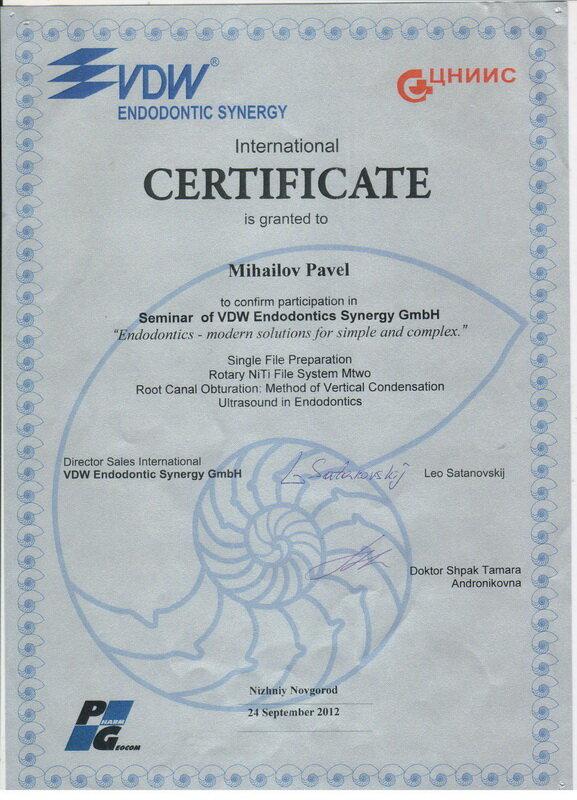 VDW®
ENDODONTIC SYNERGY
ЦНИИС
International
CERTIFICATE
is granted to
Mihailov Pavel
to confirm participation in
Seminar of VDW Endodontics Synergy GmbH
"Endodontics - modern solutions for simple and complex."
Single File Preparation
Rotary NiTi File System Mtwo
Root Canal Obturation: Method of Vertical Condensation
Ultrasound in Endodontics
Director Sales International
VDW Endodontic Synergy GmbH
L Satanovskij
Leo Satanovskij
Doktor Shpak Tamara
Andronikovna
Nizhniy Novgorod
24 September 2012
PHARM
GEOCOM